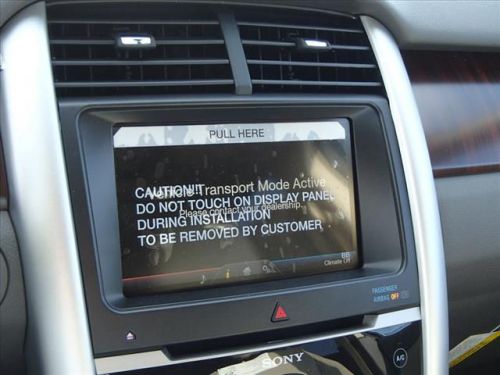 PULL HERE
CAUTION!!
Vehicle Transport Mode Active
DO NOT TOUCH ON DISPLAY PANEL
Please contact your dealership.
DURING INSTALLATION
TO BE REMOVED BY CUSTOMER
Climate Off
PASSENGER
AIRBAG OFF
SONY
A/C